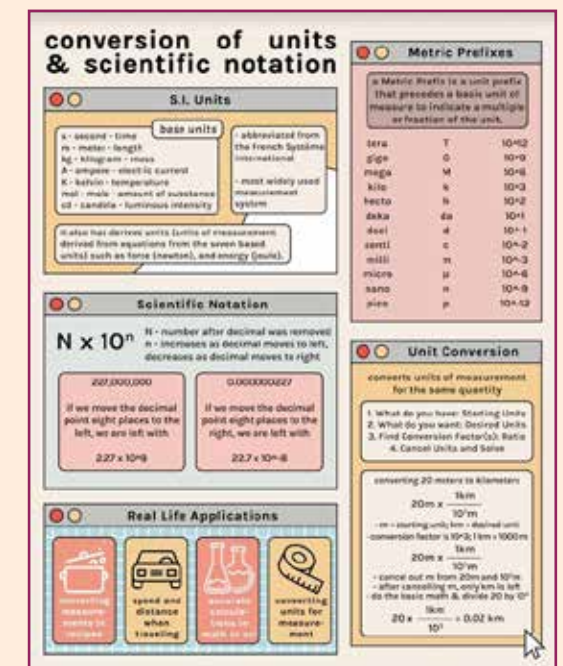 conversion of units
& scientific notation
S.I. Units
base units
s - second - time
m - meter - length
kg - kilogram - mass
A - ampere - electric current
K - kelvin - temperature
mol - mole - amount of substance
cd - candela - luminous intensity
- abbreviated from
the French Système
International
- most widely used
measurement
system
it also has derived units (units of measurement
derived from equations from the seven based
units) such as force (newton), and energy (joule).
Scientific Notation
N x 10ⁿ
N - number after decimal was removed
n - increases as decimal moves to left,
decreases as decimal moves to right
227,000,000
if we move the decimal
point eight places to the
left, we are left with
2.27 x 10^8
0.000000227
if we move the decimal
point eight places to the
right, we are left with
22.7 x 10^-8
Real Life Applications
converting
measure-
ments in
recipes
speed and
distance
when
traveling
accurate
calcula-
tions in
math or sci
converting
units for
measure-
ment
Metric Prefixes
a Metric Prefix is a unit prefix
that precedes a basic unit of
measure to indicate a multiple
or fraction of the unit.
tera T 10^12
giga G 10^9
mega M 10^6
kilo k 10^3
hecto h 10^2
deka da 10^1
deci d 10^-1
centi c 10^-2
milli m 10^-3
micro μ 10^-6
nano n 10^-9
pico p 10^-12
Unit Conversion
converts units of measurement
for the same quantity
1. What do you have: Starting Units
2. What do you want: Desired Units
3. Find Conversion Factor(s): Ratio
4. Cancel Units and Solve
converting 20 meters to kilometers
20m x 1km / 10³m
- m - starting unit; km - desired unit
- conversion factor is 10^3; 1 km = 1000 m
20m x 1km / 10³m
- cancel out m from 20m and 10³m
- after cancelling m, only km is left
- do the basic math & divide 20 by 10³
20 x 1km / 10³ = 0.02 km